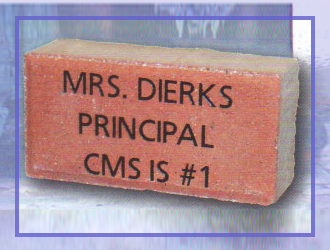 MRS. DIERKS
PRINCIPAL
CMS IS #1